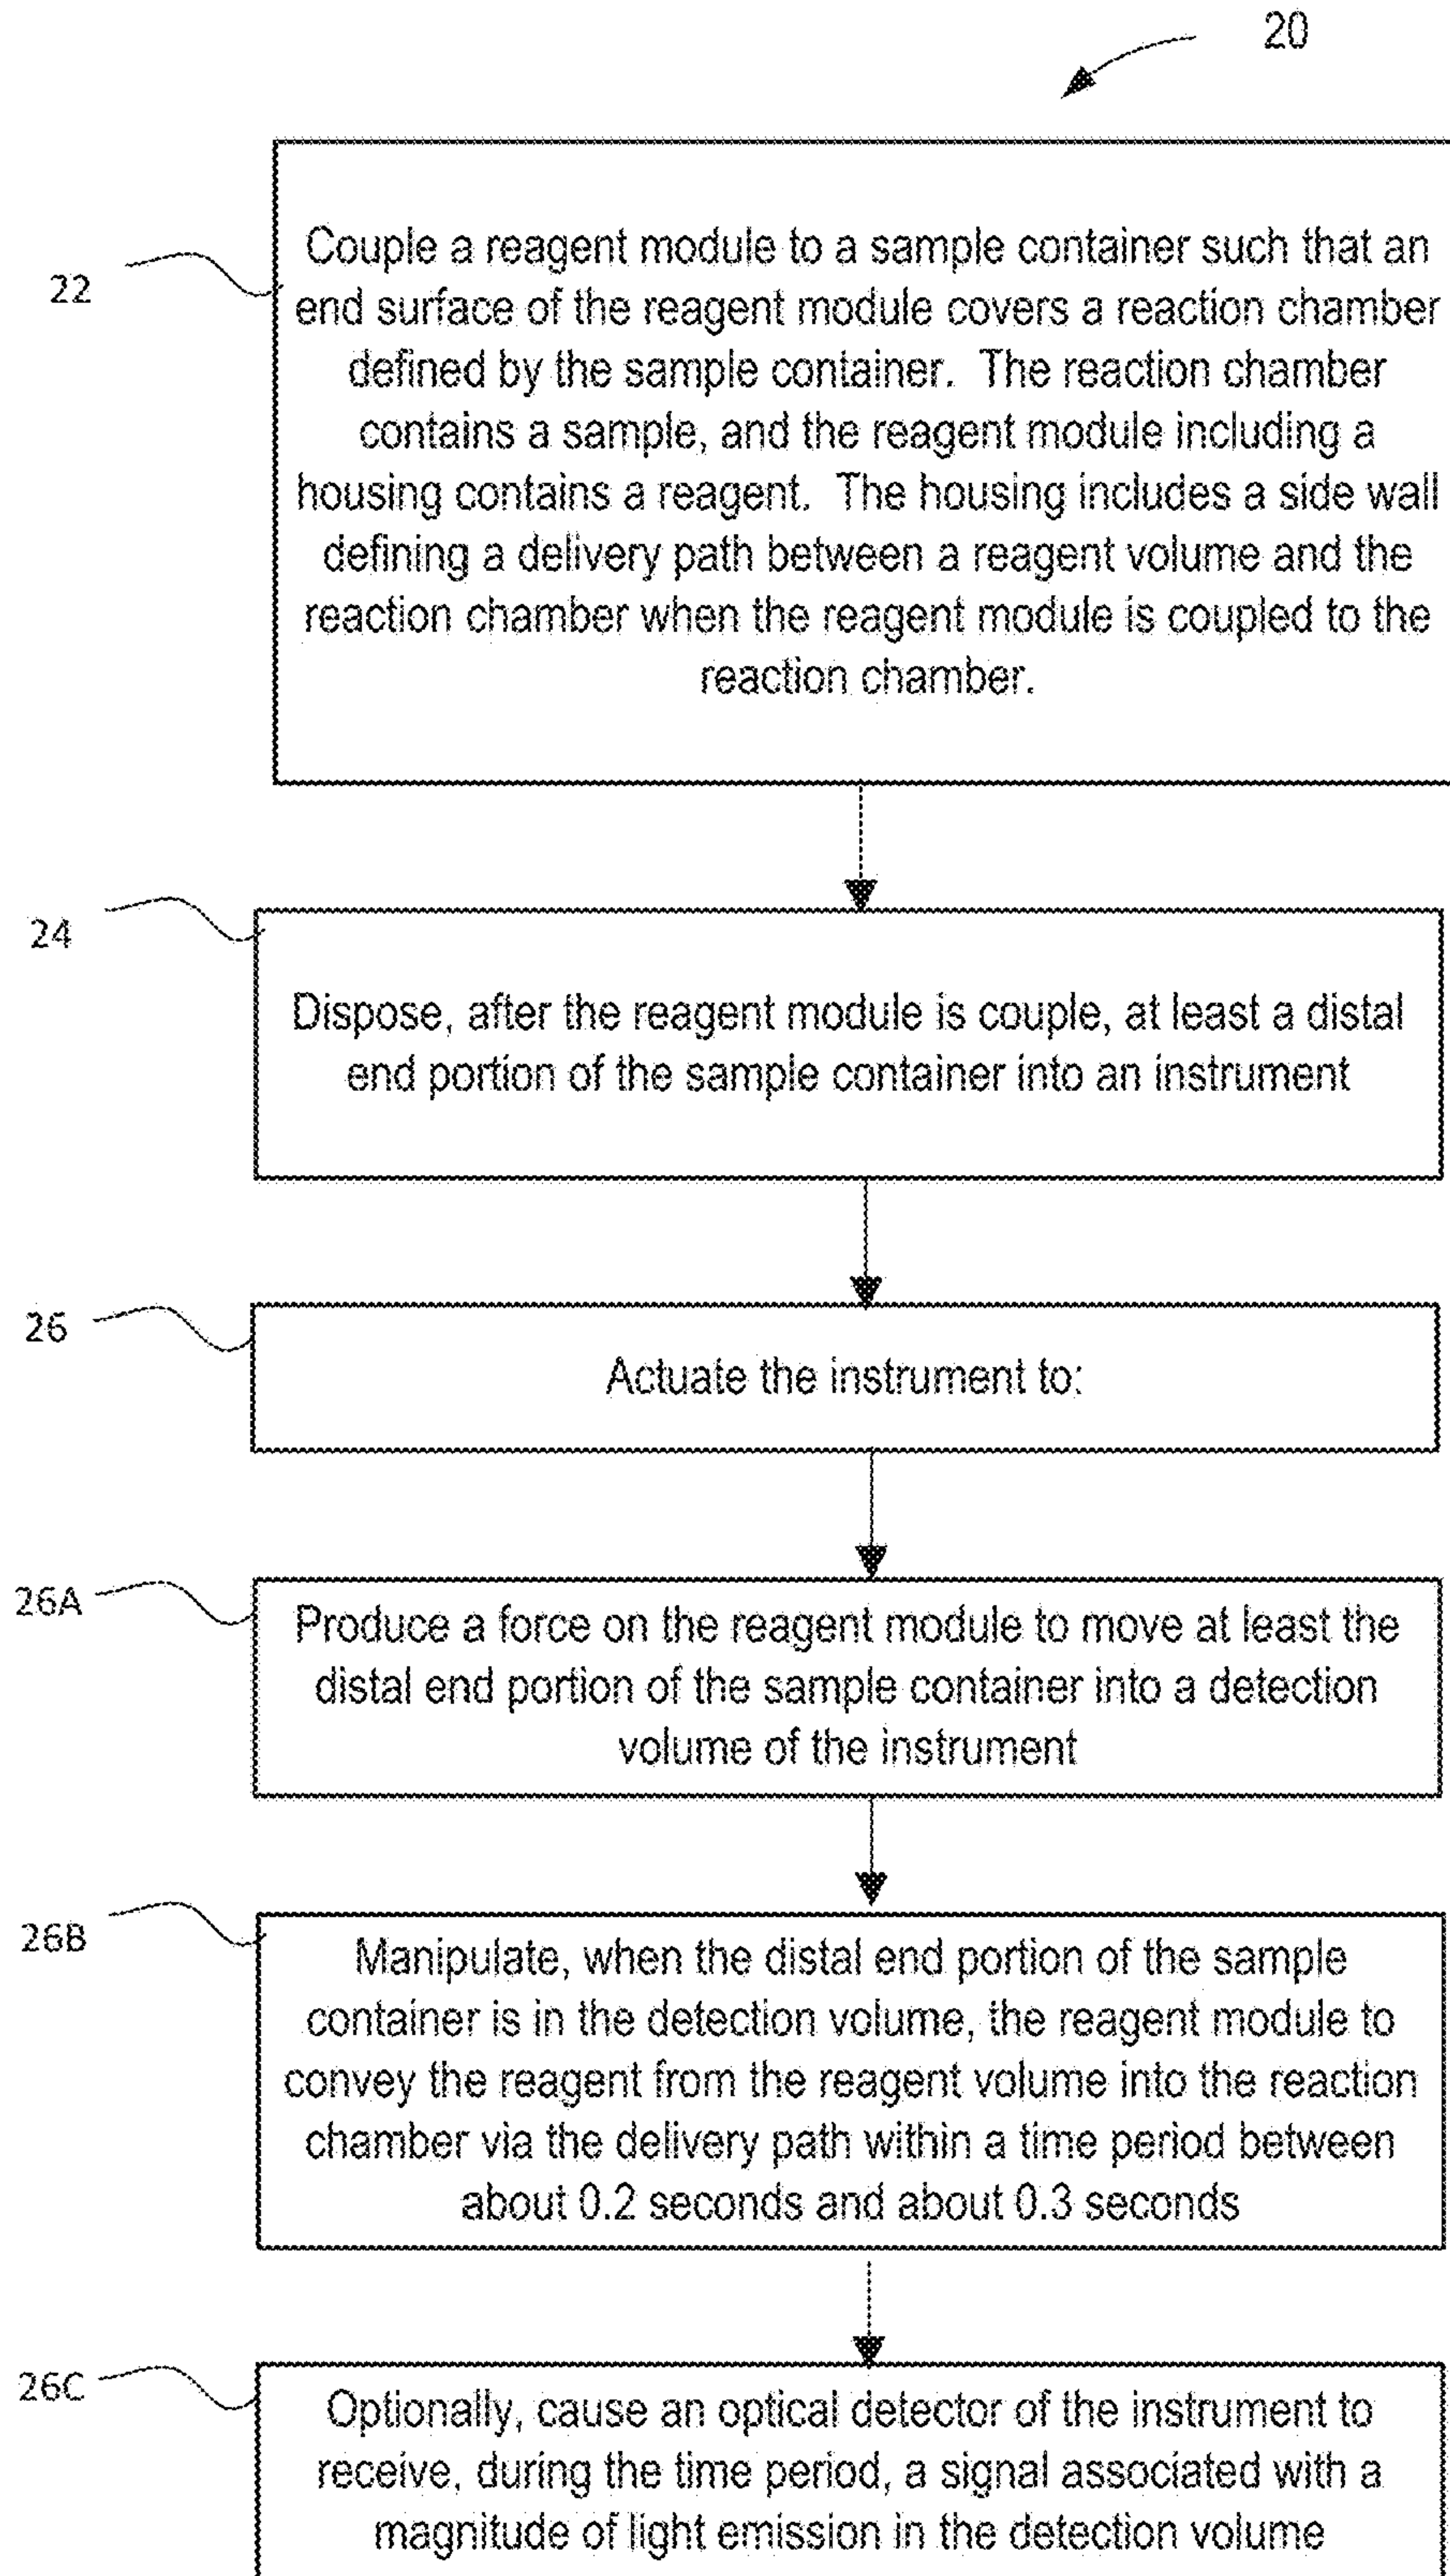 20
22
Couple a reagent module to a sample container such that an
end surface of the reagent module covers a reaction chamber
defined by the sample container. The reaction chamber
contains a sample, and the reagent module including a
housing contains a reagent. The housing includes a side wall
defining a delivery path between a reagent volume and the
reaction chamber when the reagent module is coupled to the
reaction chamber.
24
Dispose, after the reagent module is couple, at least a distal
end portion of the sample container into an instrument
26
Actuate the instrument to:
26A
Produce a force on the reagent module to move at least the
distal end portion of the sample container into a detection
volume of the instrument
26B
Manipulate, when the distal end portion of the sample
container is in the detection volume, the reagent module to
convey the reagent from the reagent volume into the reaction
chamber via the delivery path within a time period between
about 0.2 seconds and about 0.3 seconds
26C
Optionally, cause an optical detector of the instrument to
receive, during the time period, a signal associated with a
magnitude of light emission in the detection volume